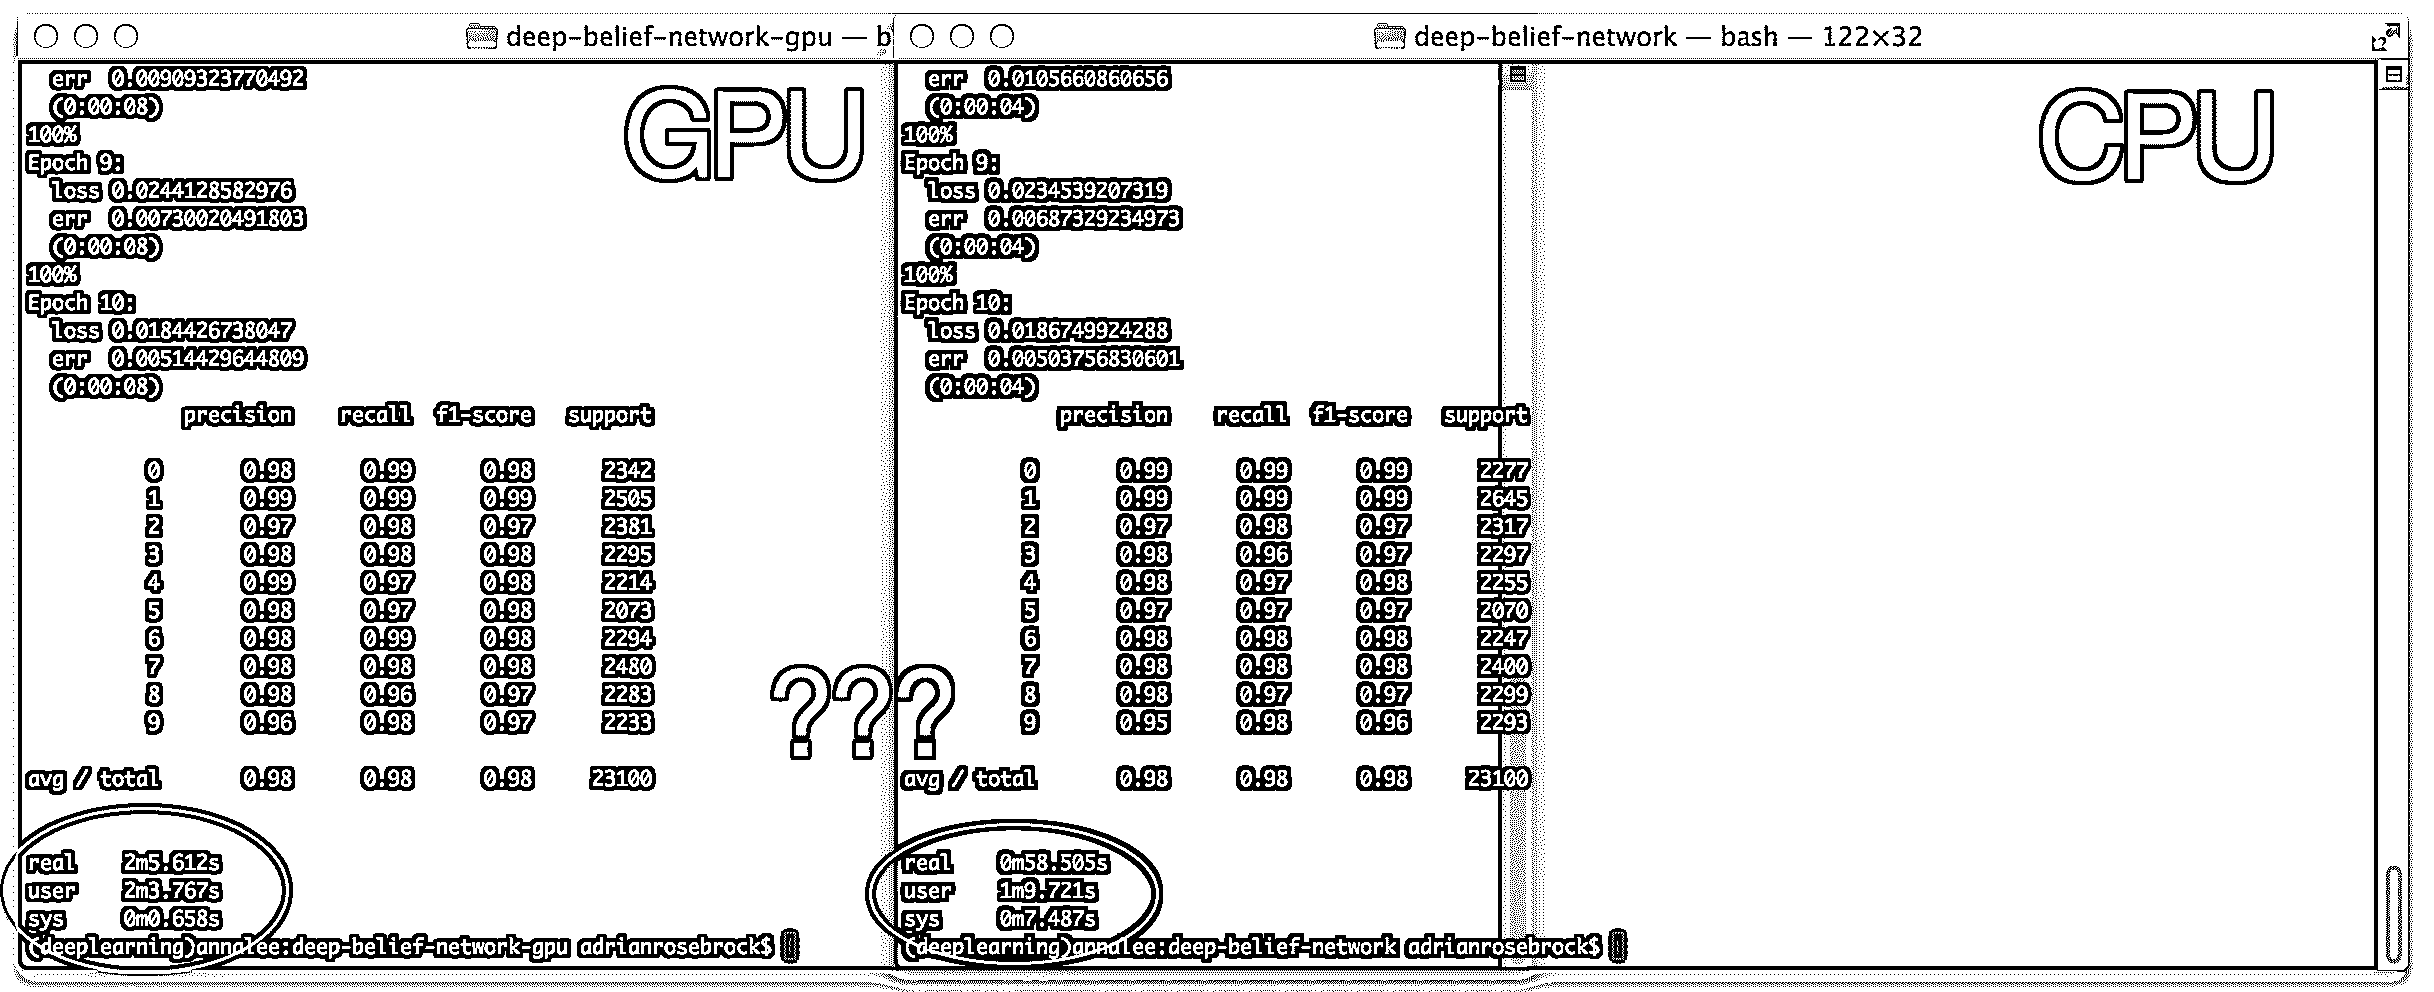 deep-belief-network-gpu — b
err 0.00909323770492
(0:00:08)
100%
Epoch 9:
loss 0.0244128582976
err 0.00730020491803
(0:00:08)
100%
Epoch 10:
loss 0.0184426738047
err 0.00514429644809
(0:00:08)
precision recall f1-score support
0 0.98 0.99 0.98 2342
1 0.99 0.99 0.99 2505
2 0.97 0.98 0.97 2381
3 0.98 0.98 0.98 2295
4 0.99 0.97 0.98 2214
5 0.98 0.97 0.98 2073
6 0.98 0.99 0.98 2294
7 0.98 0.98 0.98 2480
8 0.98 0.96 0.97 2283
9 0.96 0.98 0.97 2233
avg / total 0.98 0.98 0.98 23100
real 2m5.612s
user 2m3.767s
sys 0m0.658s
(deeplearning)annalee:deep-belief-network-gpu adrianrosebrock$
GPU
???
deep-belief-network — bash — 122×32
err 0.0105660860656
(0:00:04)
100%
Epoch 9:
loss 0.0234539207319
err 0.00687329234973
(0:00:04)
100%
Epoch 10:
loss 0.0186749924288
err 0.00503756830601
(0:00:04)
precision recall f1-score support
0 0.99 0.99 0.99 2277
1 0.99 0.99 0.99 2645
2 0.97 0.98 0.97 2317
3 0.98 0.96 0.97 2297
4 0.98 0.97 0.98 2255
5 0.97 0.97 0.97 2070
6 0.98 0.98 0.98 2247
7 0.98 0.98 0.98 2400
8 0.98 0.97 0.97 2299
9 0.95 0.98 0.96 2293
avg / total 0.98 0.98 0.98 23100
real 0m58.505s
user 1m9.721s
sys 0m7.487s
(deeplearning)annalee:deep-belief-network adrianrosebrock$
CPU